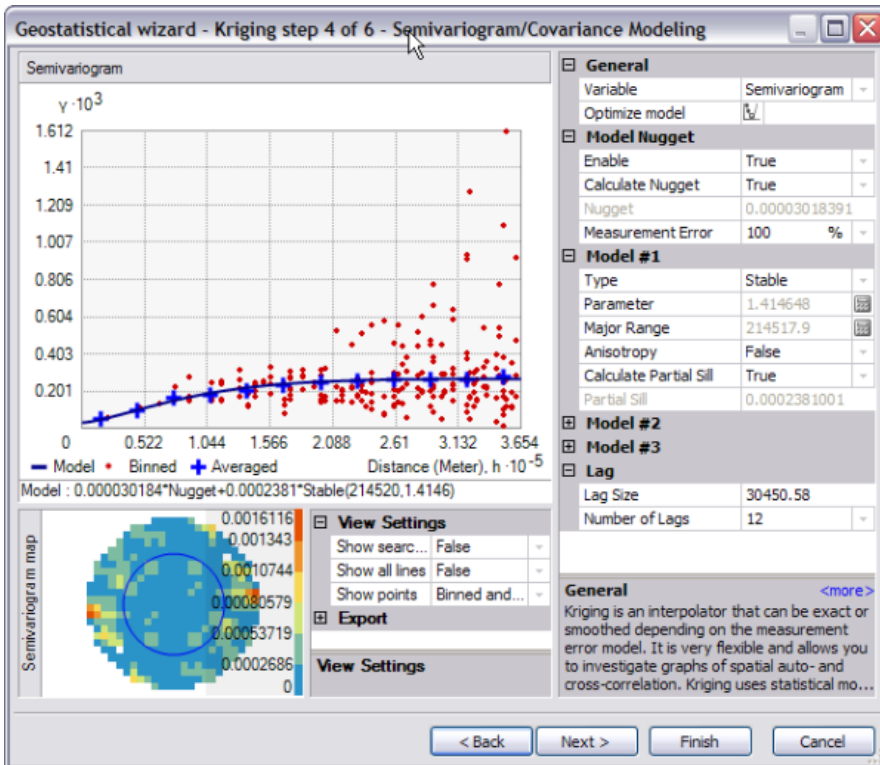 Geostatistical wizard - Kriging step 4 of 6 - Semivariogram/Covariance Modeling
Semivariogram
γ·10³
1.612
1.41
1.209
1.007
0.806
0.604
0.403
0.201
0 0.522 1.044 1.566 2.088 2.61 3.132 3.654
Model Binned Averaged Distance (Meter), h·10⁻⁵
Model : 0.000030184*Nugget+0.0002381*Stable(214520,1.4146)
Semivariogram map
0.0016116
0.001343
0.0010744
0.00080579
0.00053719
0.0002686
0
View Settings
Show searc... False
Show all lines False
Show points Binned and...
Export
View Settings
General
Variable Semivariogram
Optimize model
Model Nugget
Enable True
Calculate Nugget True
Nugget 0.00003018391
Measurement Error 100 %
Model #1
Type Stable
Parameter 1.414648
Major Range 214517.9
Anisotropy False
Calculate Partial Sill True
Partial Sill 0.0002381001
Model #2
Model #3
Lag
Lag Size 30450.58
Number of Lags 12
General <more>
Kriging is an interpolator that can be exact or
smoothed depending on the measurement
error model. It is very flexible and allows you
to investigate graphs of spatial auto- and
cross-correlation. Kriging uses statistical mo...
< Back Next > Finish Cancel